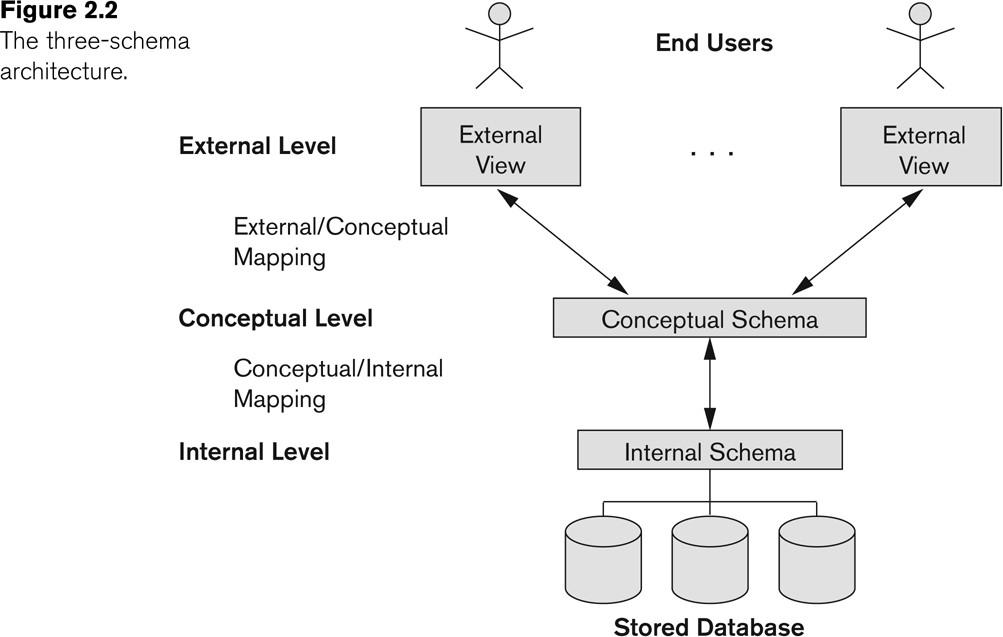 Figure 2.2
The three-schema
architecture.
End Users
External Level
External
View
. . .
External
View
External/Conceptual
Mapping
Conceptual Level
Conceptual Schema
Conceptual/Internal
Mapping
Internal Level
Internal Schema
Stored Database